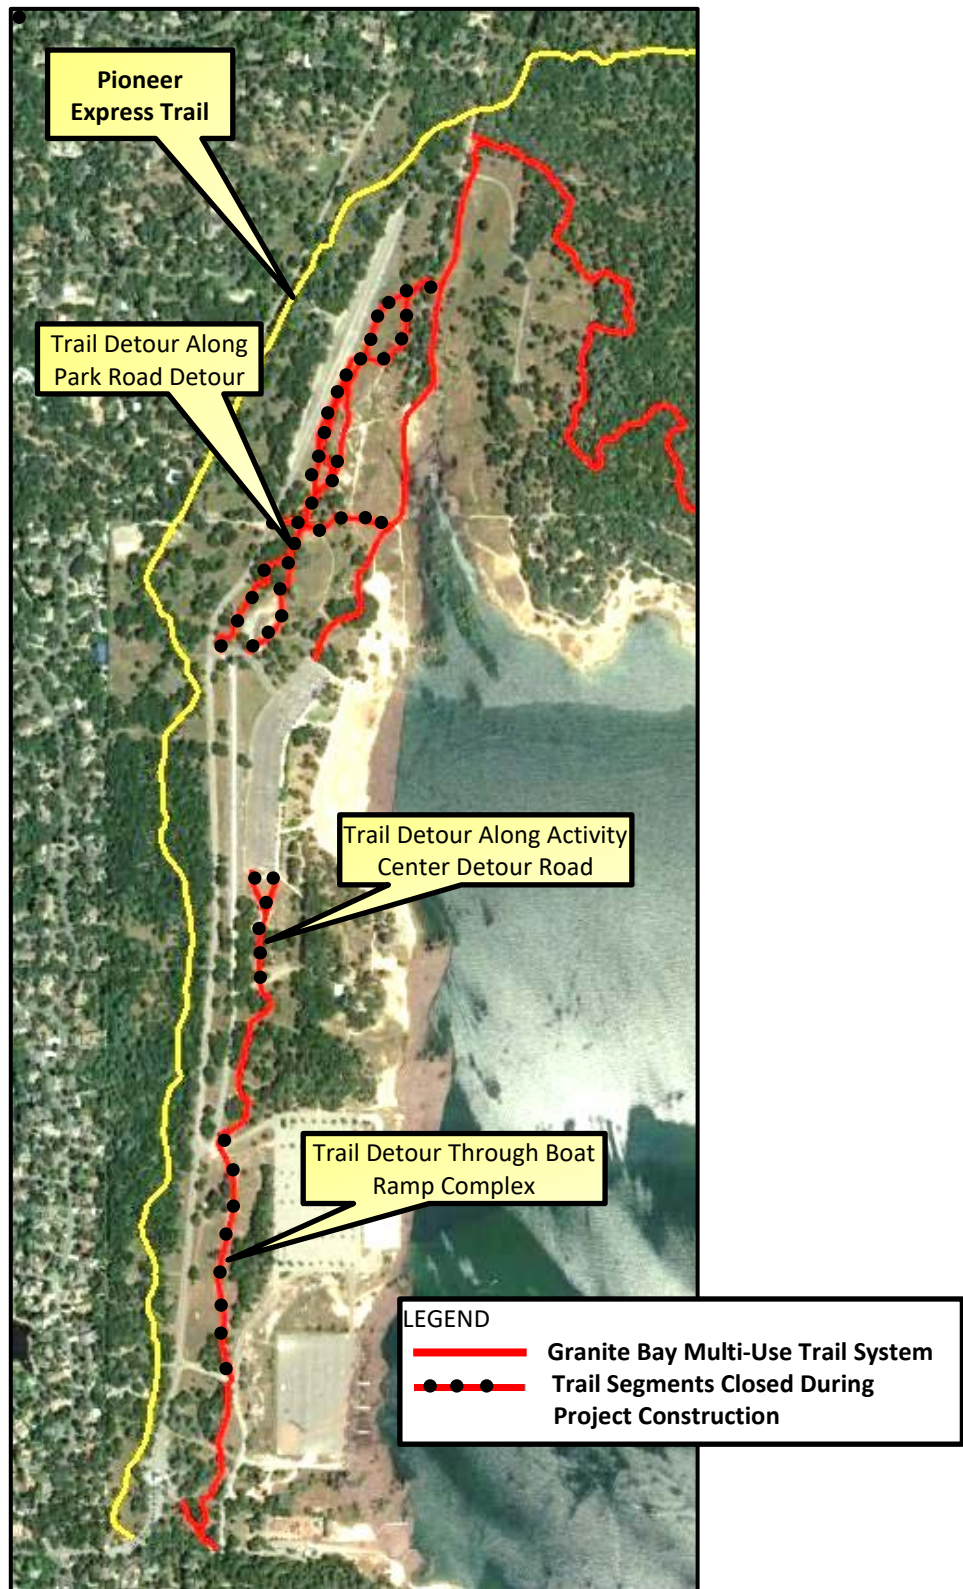 Pioneer
Express Trail
Trail Detour Along
Park Road Detour
Trail Detour Along Activity
Center Detour Road
Trail Detour Through Boat
Ramp Complex
LEGEND
Granite Bay Multi-Use Trail System
Trail Segments Closed During
Project Construction